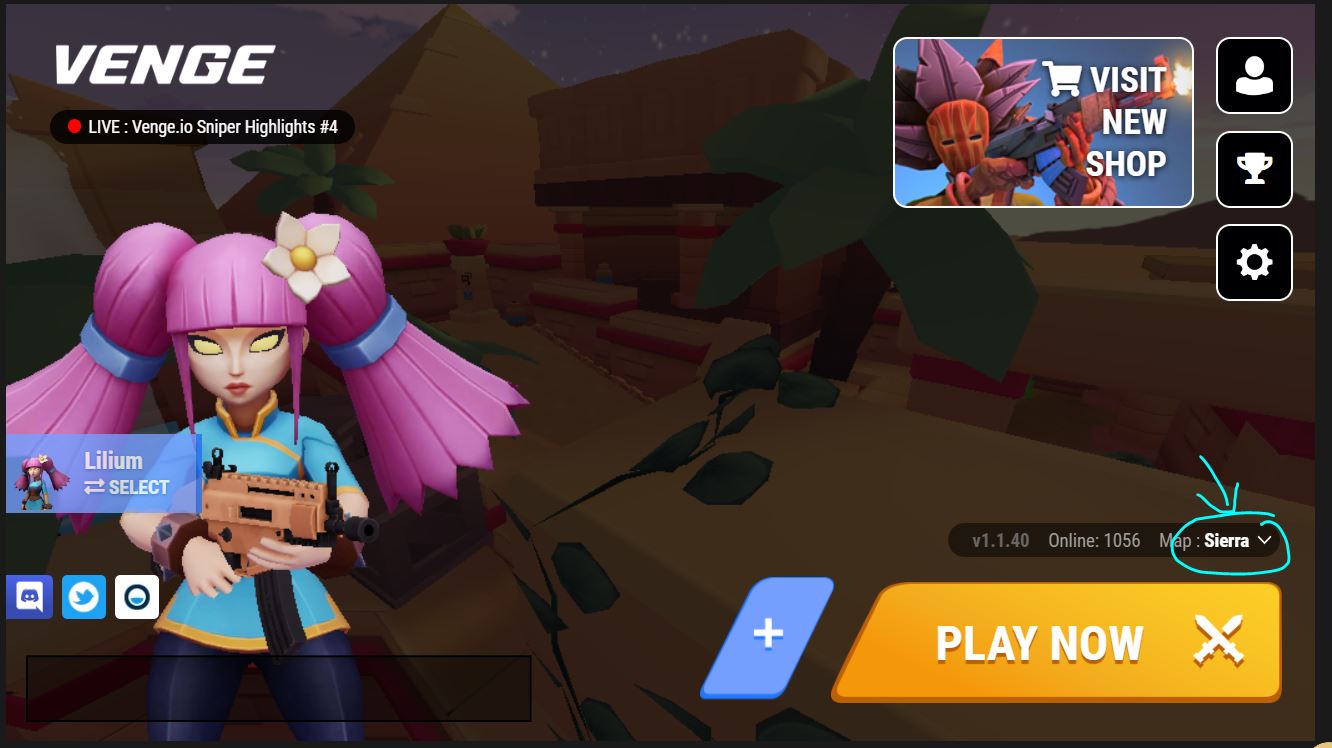 VENGE
LIVE : Venge.io Sniper Highlights #4
VISIT
NEW
SHOP
Lilium
SELECT
v1.1.40 Online: 1056 Map : Sierra
+
PLAY NOW